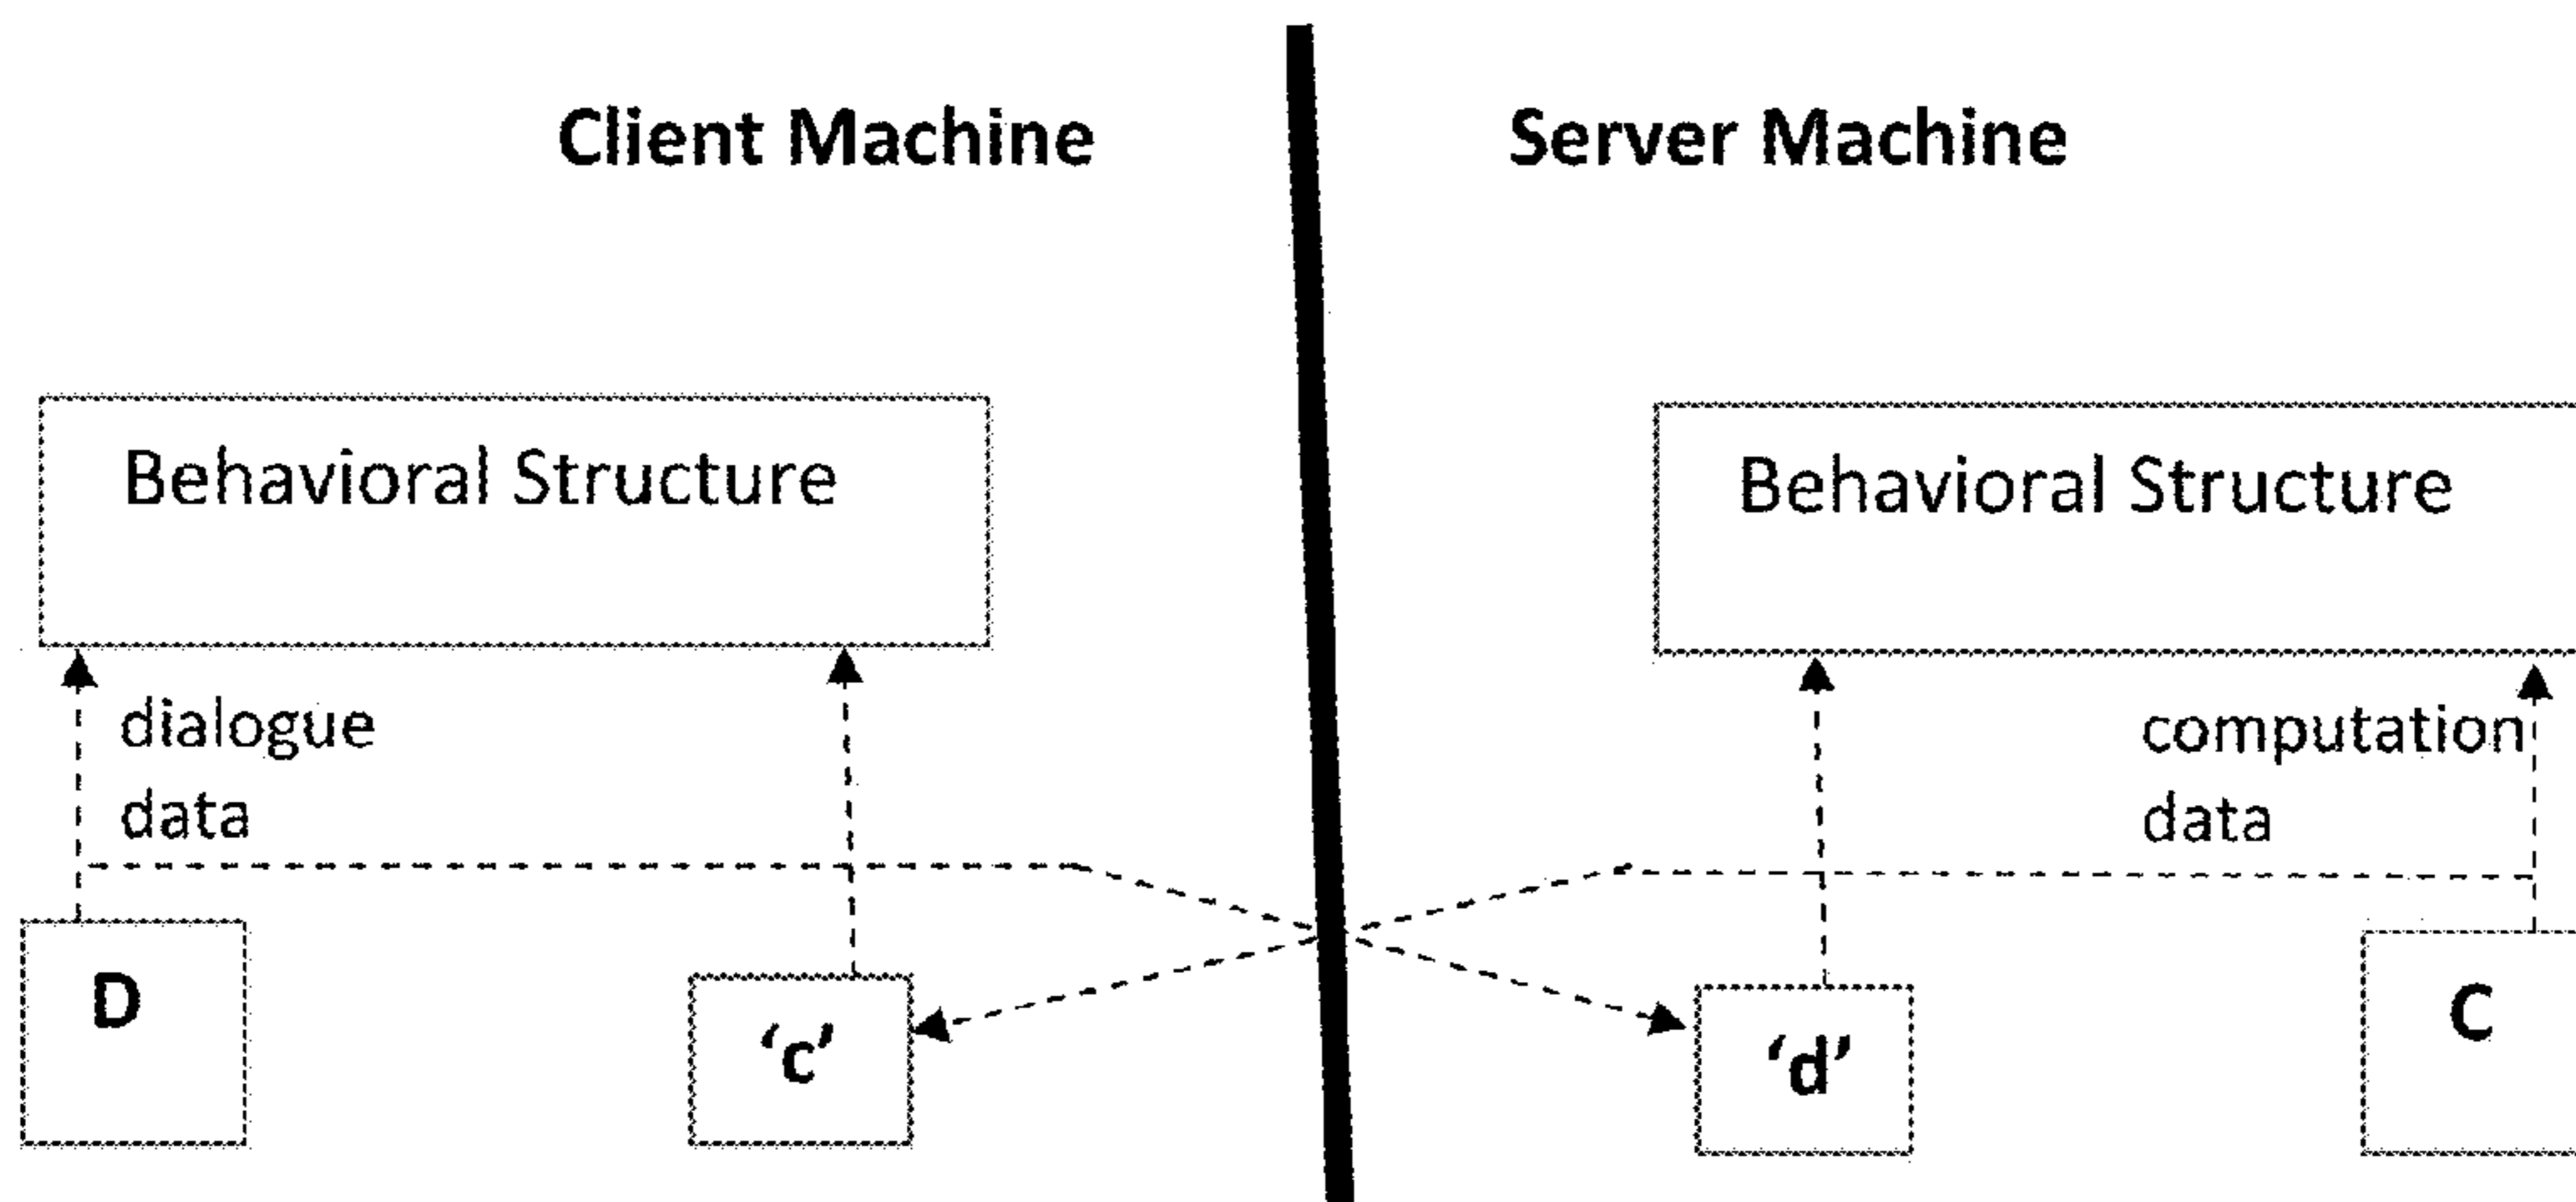 Client Machine
Server Machine
Behavioral Structure
Behavioral Structure
dialogue
data
computation
data
D
‘c’
‘d’
C